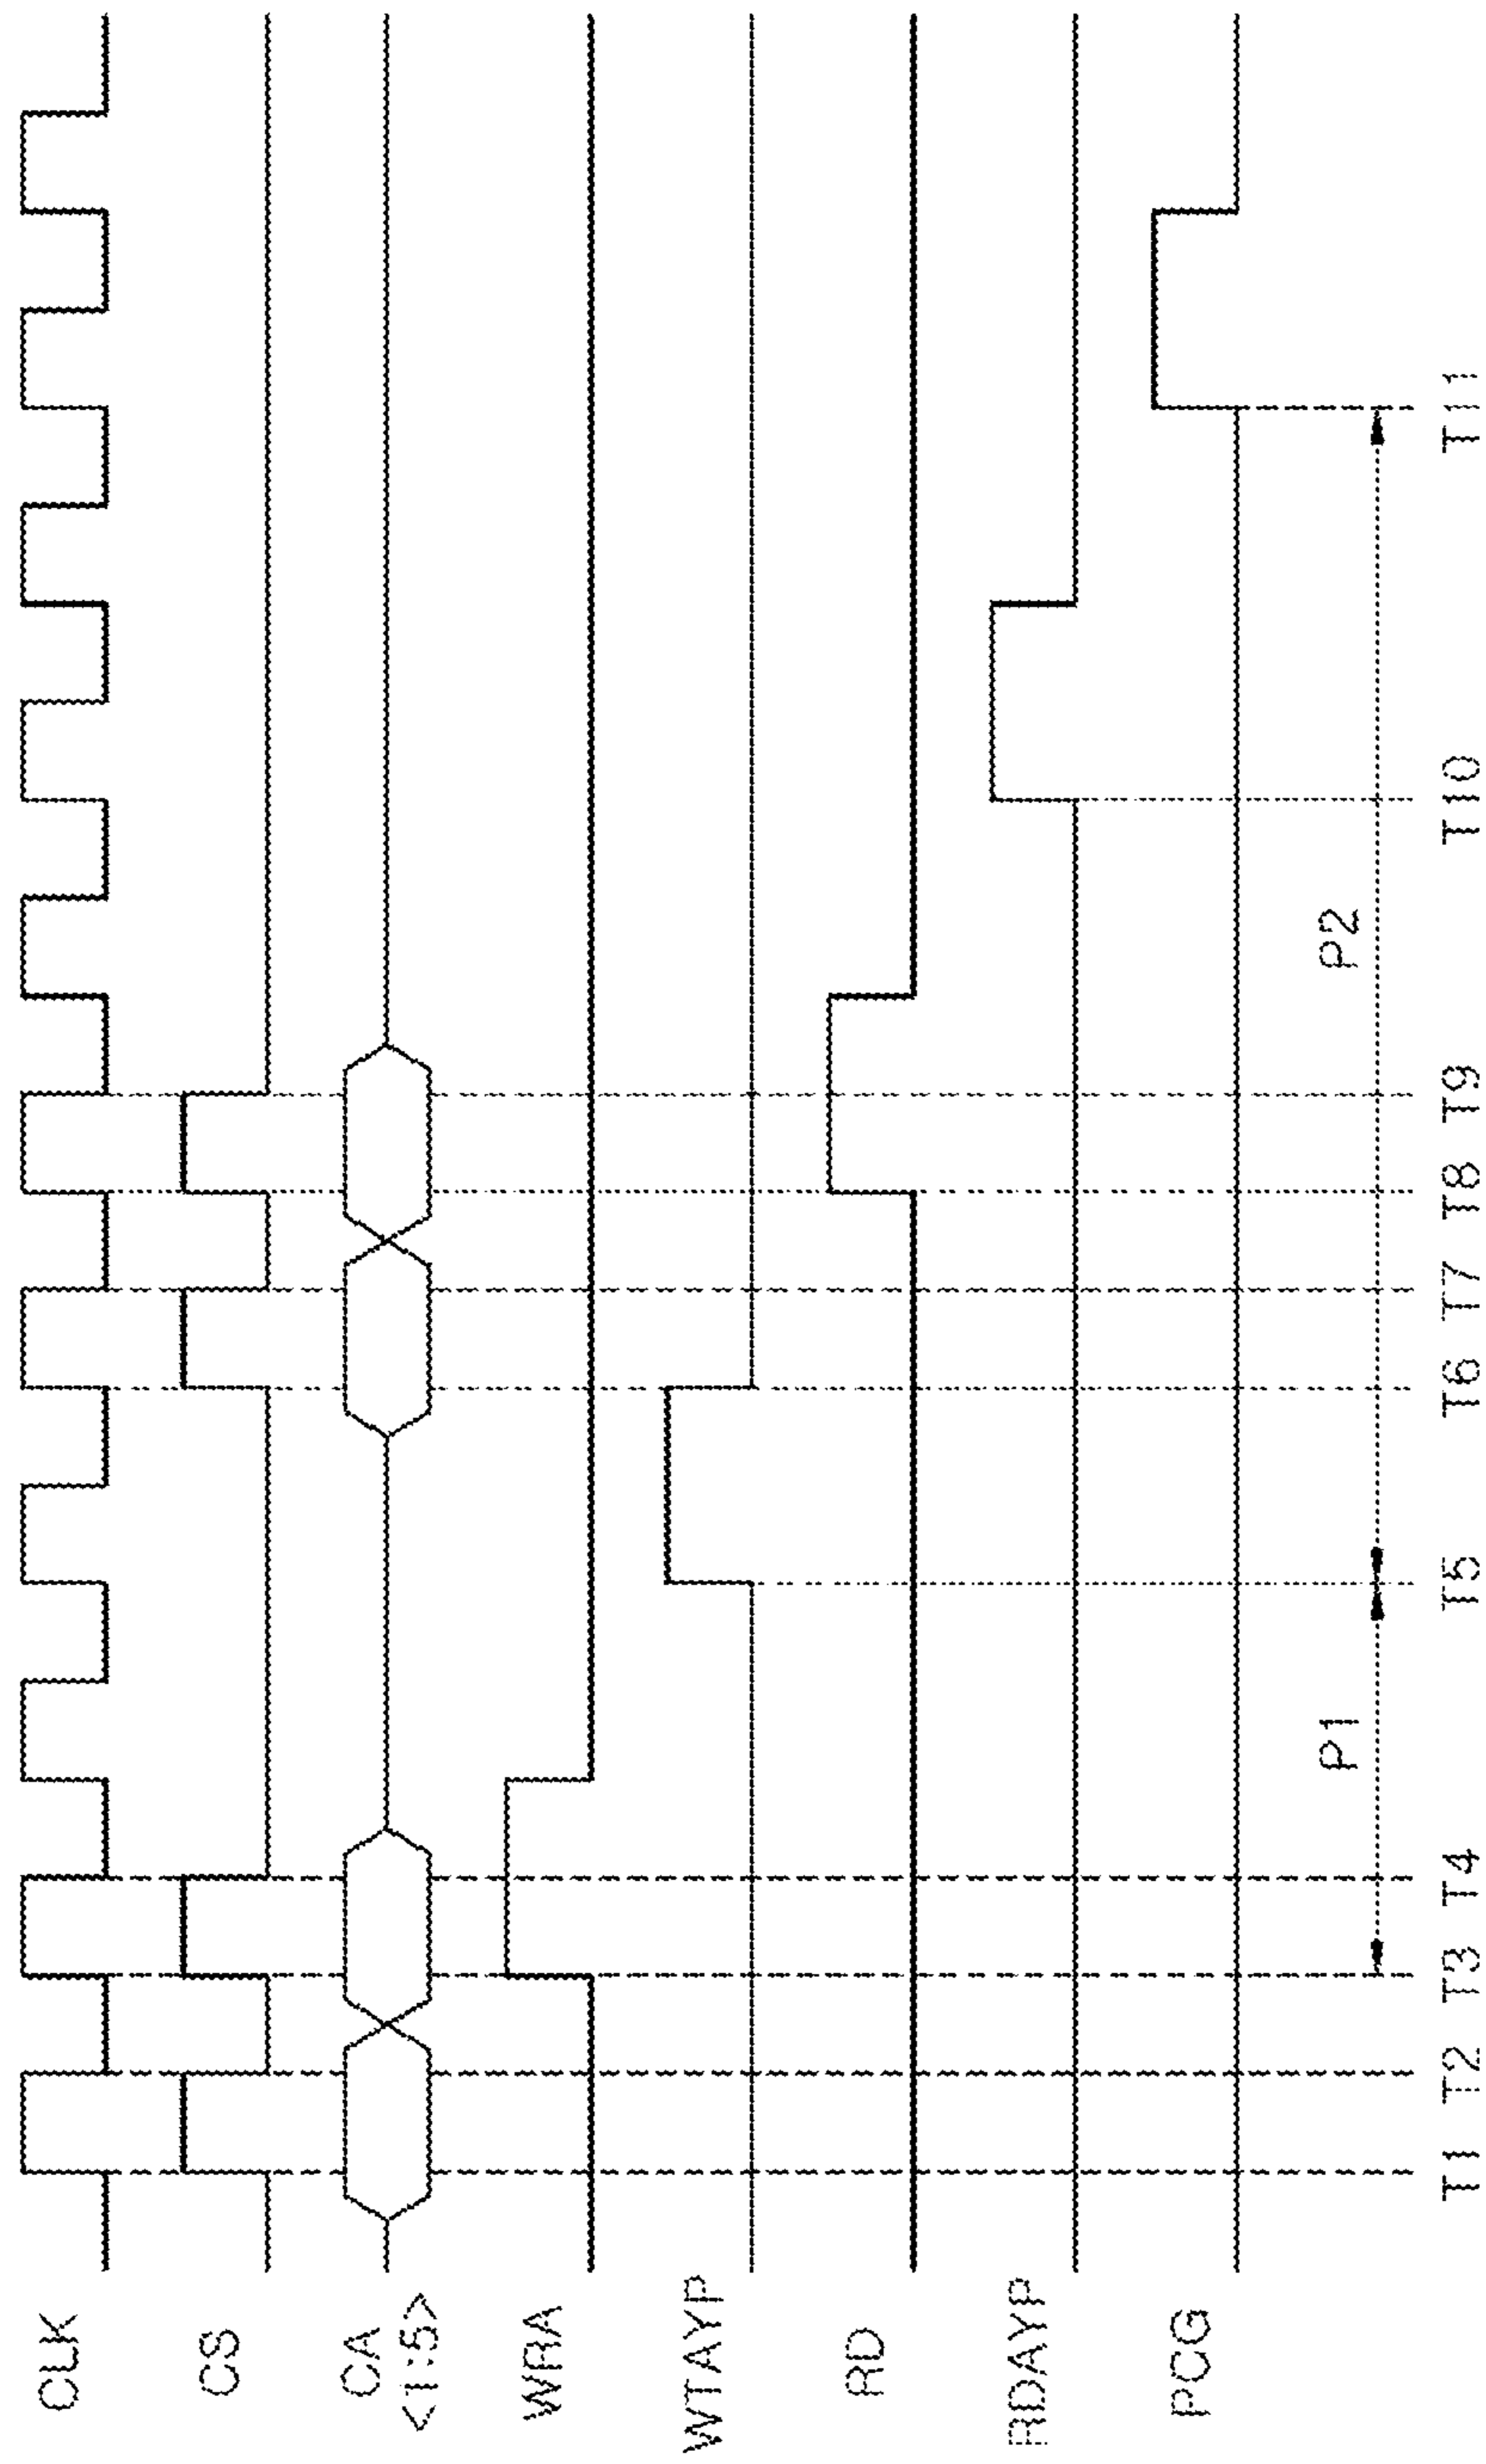 CLK
CS
CA
<1:5>
WRA
WTAYP
RD
RDAYP
PCG
P1
P2
T1 T2 T3 T4 T5 T6 T7 T8 T9 T10 T11